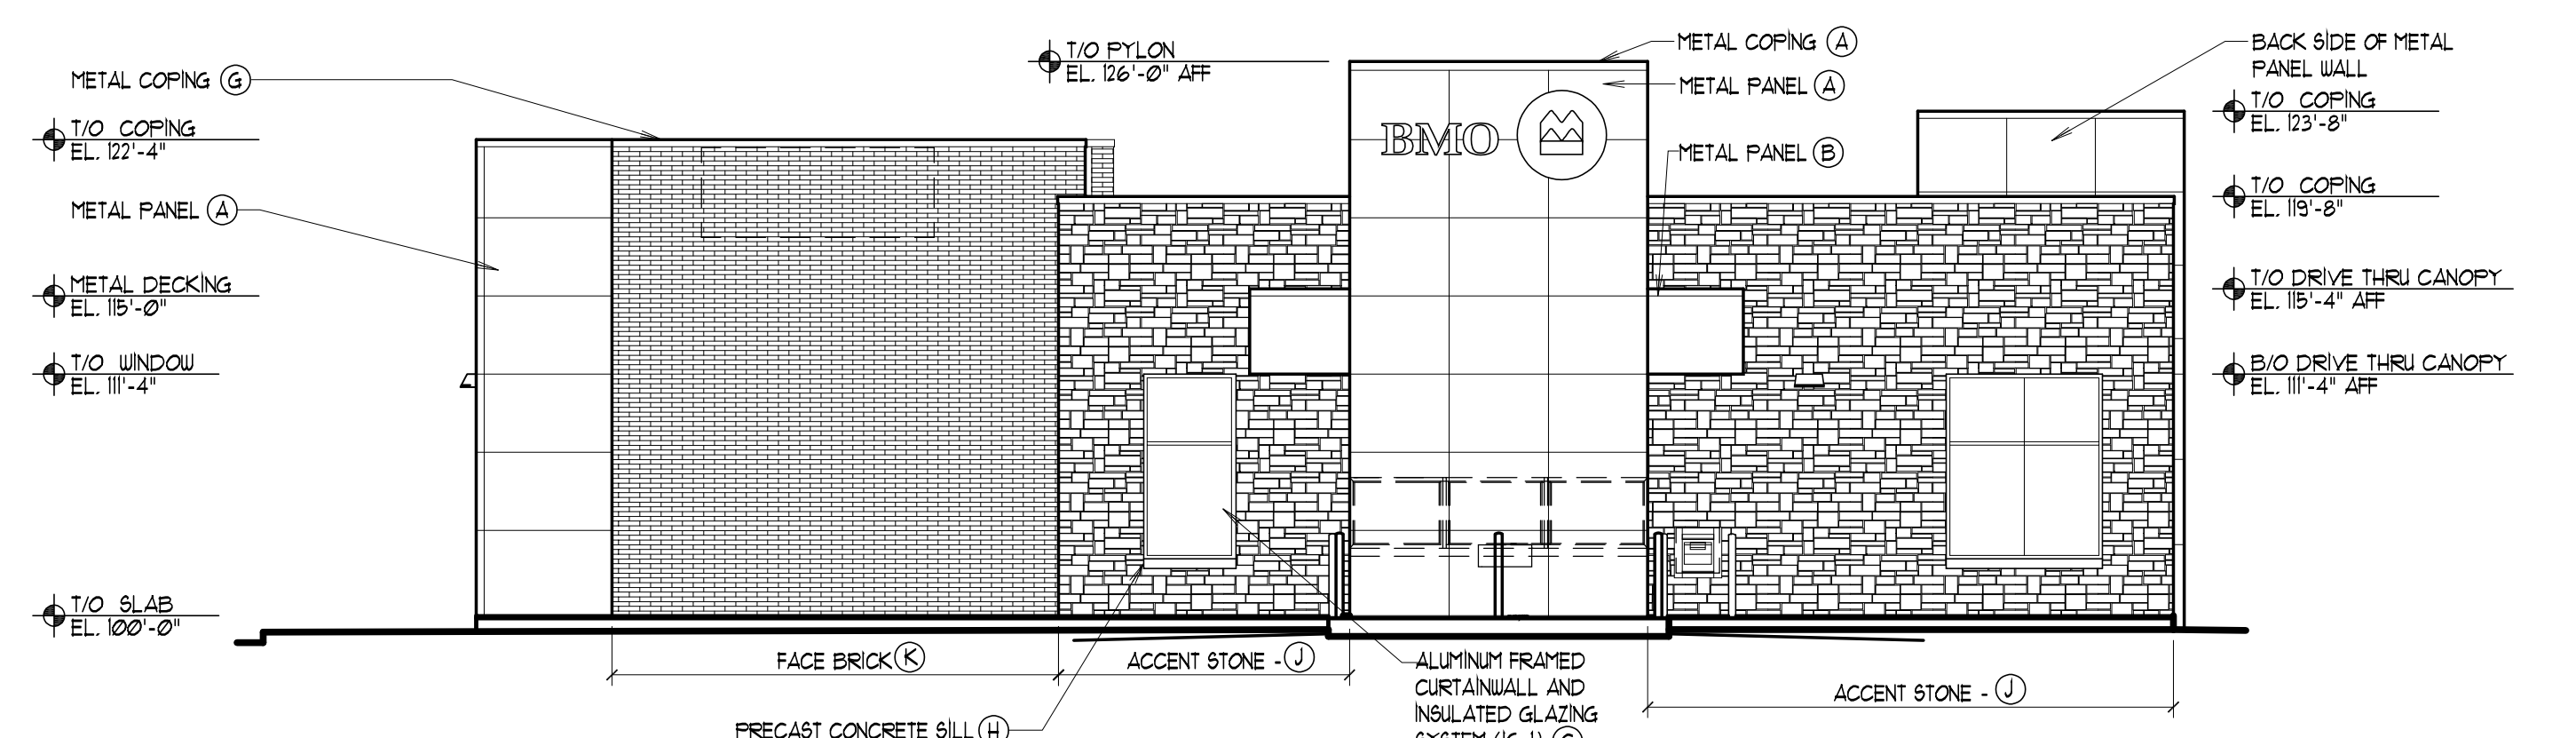 METAL COPING G
T/O COPING
EL. 122'-4"
METAL PANEL A
METAL DECKING
EL. 115'-0"
T/O WINDOW
EL. 111'-4"
T/O SLAB
EL. 100'-0"
T/O PYLON
EL. 126'-0" AFF
BMO
METAL COPING A
METAL PANEL A
METAL PANEL B
BACK SIDE OF METAL
PANEL WALL
T/O COPING
EL. 123'-8"
T/O COPING
EL. 119'-8"
T/O DRIVE THRU CANOPY
EL. 115'-4" AFF
B/O DRIVE THRU CANOPY
EL. 111'-4" AFF
FACE BRICK K
ACCENT STONE - J
ALUMINUM FRAMED
CURTAINWALL AND
INSULATED GLAZING
ACCENT STONE - J
PRECAST CONCRETE SILL H